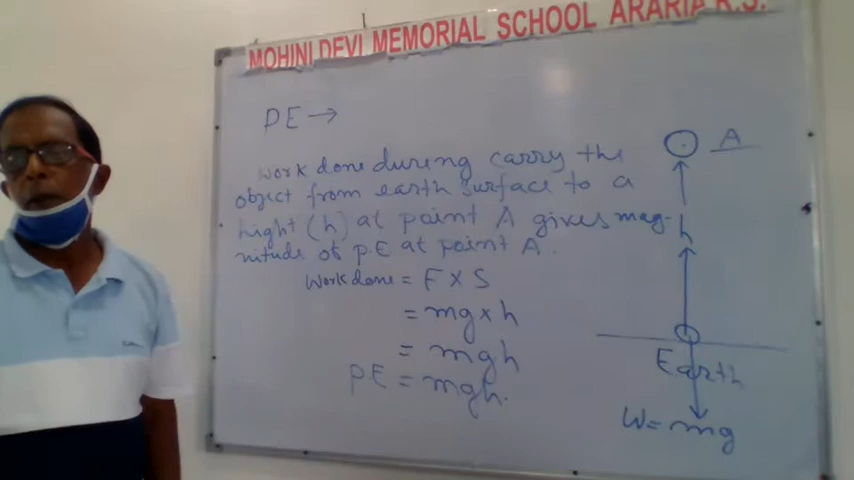 MOHINI DEVI MEMORIAL SCHOOL ARARIA R.S.
PE →
work done during carry the
object from earth surface to a
hight (h) at point A gives mag-
nitude of P.E at point A.
Work done = F X S
= mg x h
= mgh
PE = mgh.
A
h
Earth
W = mg